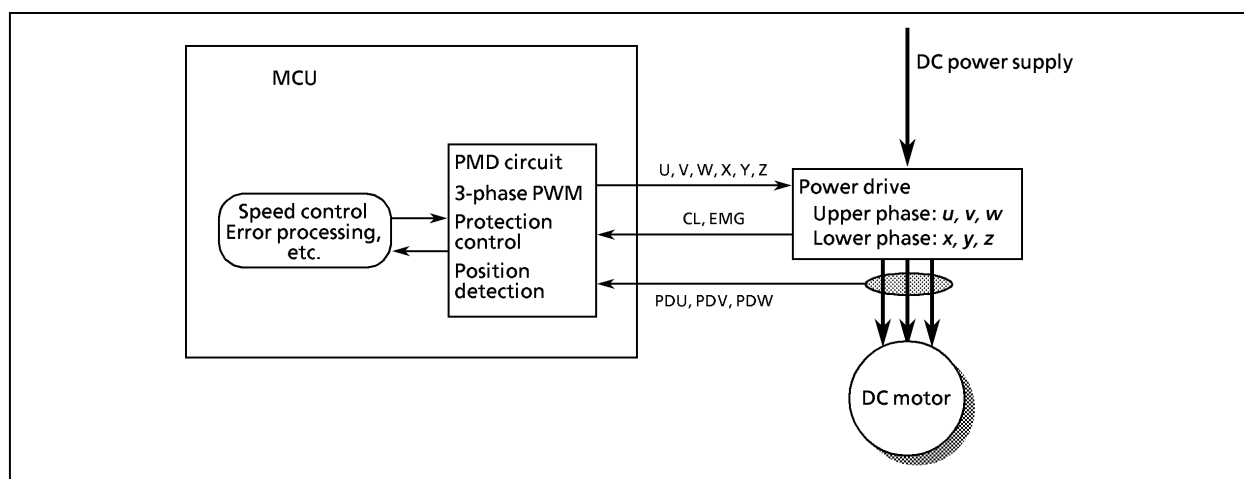 MCU
DC power supply
PMD circuit
3-phase PWM
Protection
control
Position
detection
Speed control
Error processing,
etc.
U, V, W, X, Y, Z
CL, EMG
PDU, PDV, PDW
Power drive
Upper phase: u, v, w
Lower phase: x, y, z
DC motor